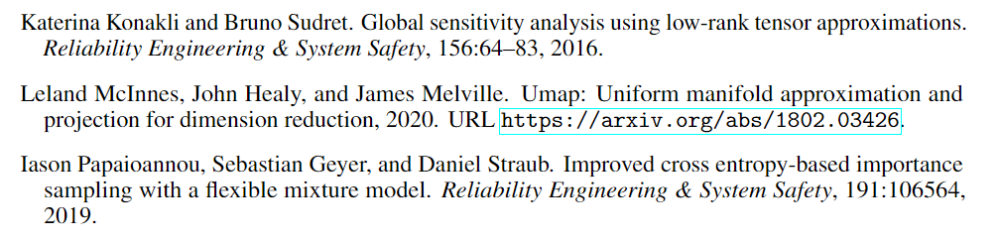 Katerina Konakli and Bruno Sudret. Global sensitivity analysis using low-rank tensor approximations.
Reliability Engineering & System Safety, 156:64–83, 2016.
Leland McInnes, John Healy, and James Melville. Umap: Uniform manifold approximation and
projection for dimension reduction, 2020. URL https://arxiv.org/abs/1802.03426.
Iason Papaioannou, Sebastian Geyer, and Daniel Straub. Improved cross entropy-based importance
sampling with a flexible mixture model. Reliability Engineering & System Safety, 191:106564,
2019.